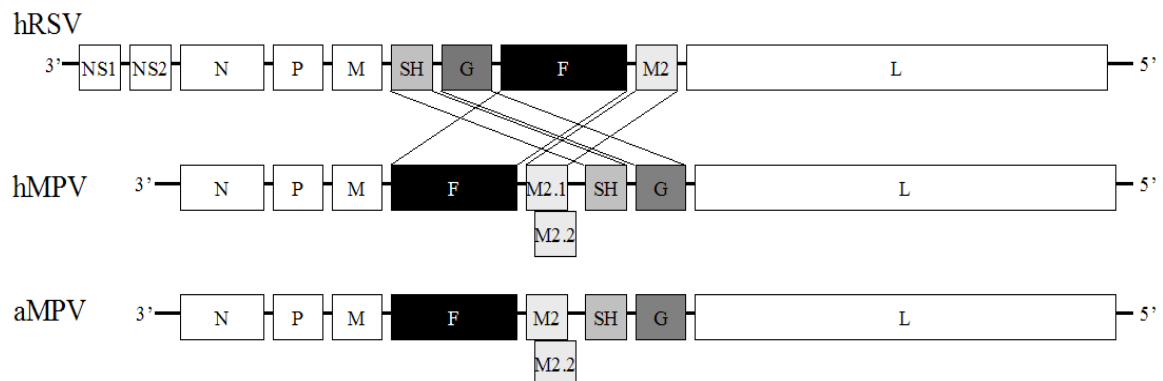 hRSV
3’ NS1 NS2 N P M SH G F M2 L 5’
hMPV 3’ N P M F M2.1 SH G L 5’
M2.2
aMPV 3’ N P M F M2 SH G L 5’
M2.2